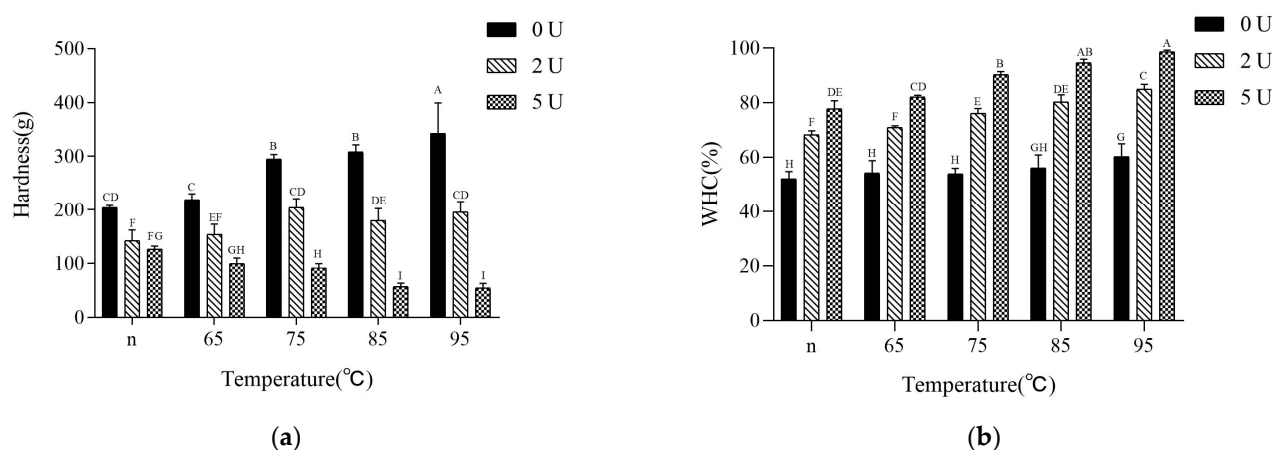 500
400
300
200
100
0
Hardness(g)
CD
F
FG
C
EF
GH
B
CD
H
B
DE
I
A
CD
I
n
65
75
85
95
Temperature(℃)
0 U
2 U
5 U
(a)
100
80
60
40
20
0
WHC(%)
H
F
DE
H
F
CD
H
E
B
GH
DE
AB
G
C
A
n
65
75
85
95
Temperature(℃)
0 U
2 U
5 U
(b)